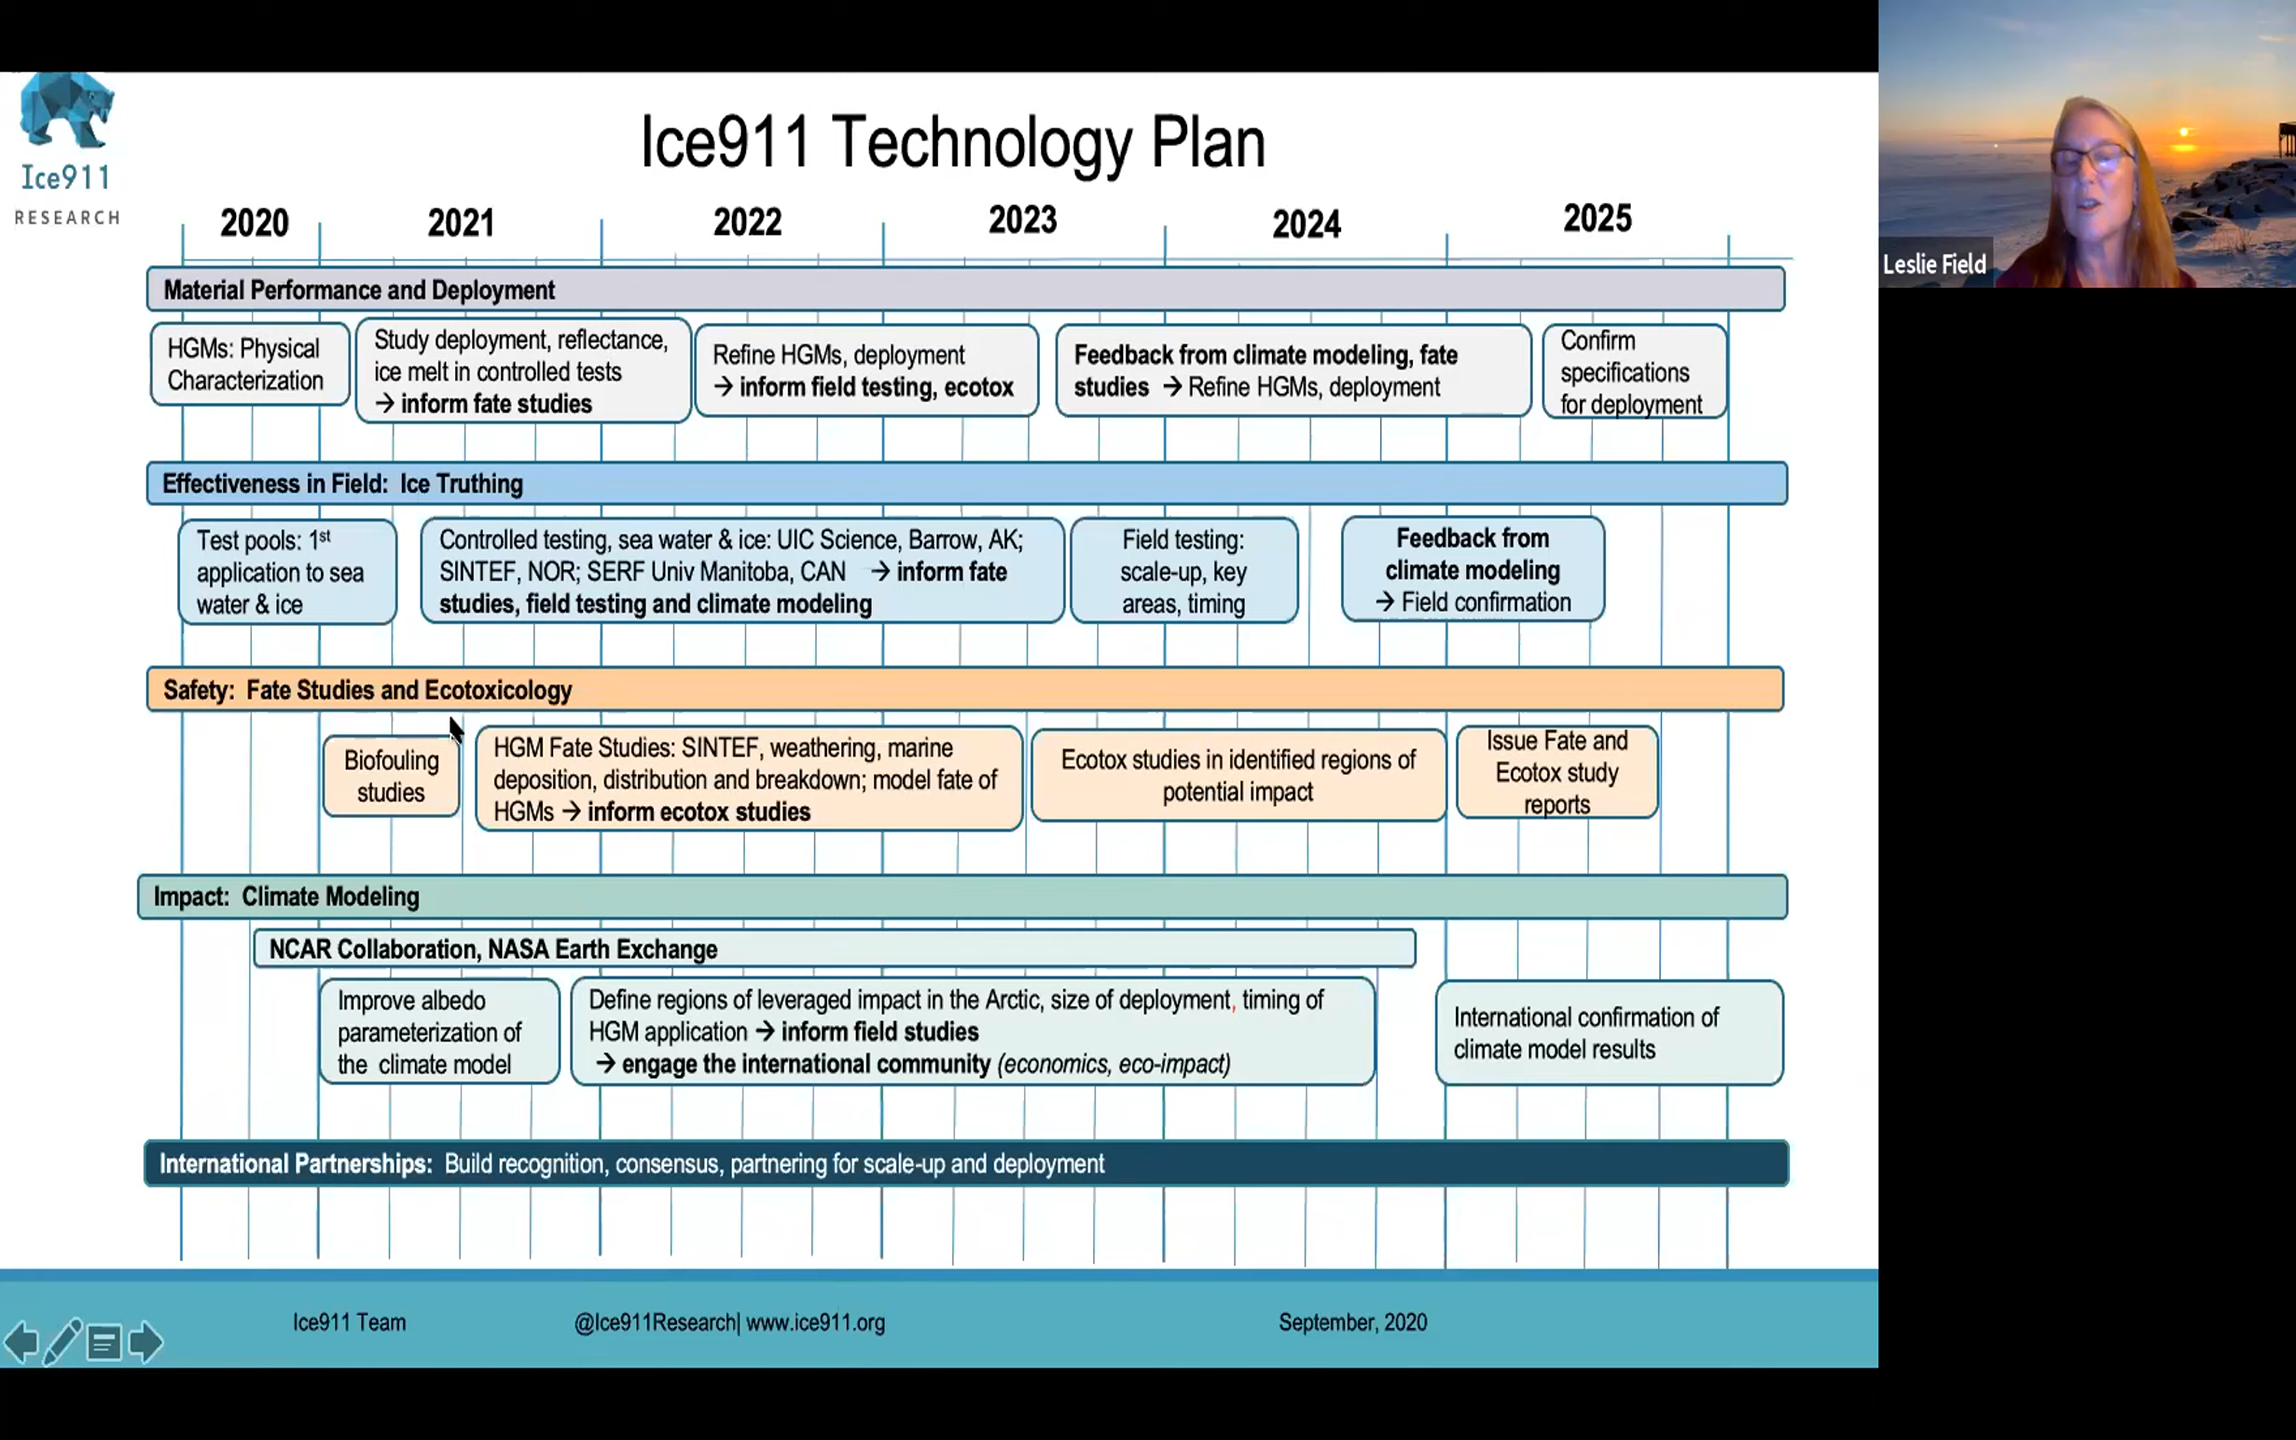 Ice911
RESEARCH
Ice911 Technology Plan
2020 2021 2022 2023 2024 2025
Material Performance and Deployment
HGMs: Physical
Characterization
Study deployment, reflectance,
ice melt in controlled tests
→ inform fate studies
Refine HGMs, deployment
→ inform field testing, ecotox
Feedback from climate modeling, fate
studies → Refine HGMs, deployment
Confirm
specifications
for deployment
Effectiveness in Field: Ice Truthing
Test pools: 1st
application to sea
water & ice
Controlled testing, sea water & ice: UIC Science, Barrow, AK;
SINTEF, NOR; SERF Univ Manitoba, CAN → inform fate
studies, field testing and climate modeling
Field testing:
scale-up, key
areas, timing
Feedback from
climate modeling
→ Field confirmation
Safety: Fate Studies and Ecotoxicology
Biofouling
studies
HGM Fate Studies: SINTEF, weathering, marine
deposition, distribution and breakdown; model fate of
HGMs → inform ecotox studies
Ecotox studies in identified regions of
potential impact
Issue Fate and
Ecotox study
reports
Impact: Climate Modeling
NCAR Collaboration, NASA Earth Exchange
Improve albedo
parameterization of
the climate model
Define regions of leveraged impact in the Arctic, size of deployment, timing of
HGM application → inform field studies
→ engage the international community (economics, eco-impact)
International confirmation of
climate model results
International Partnerships: Build recognition, consensus, partnering for scale-up and deployment
Ice911 Team
@Ice911Research| www.ice911.org
September, 2020
Leslie Field